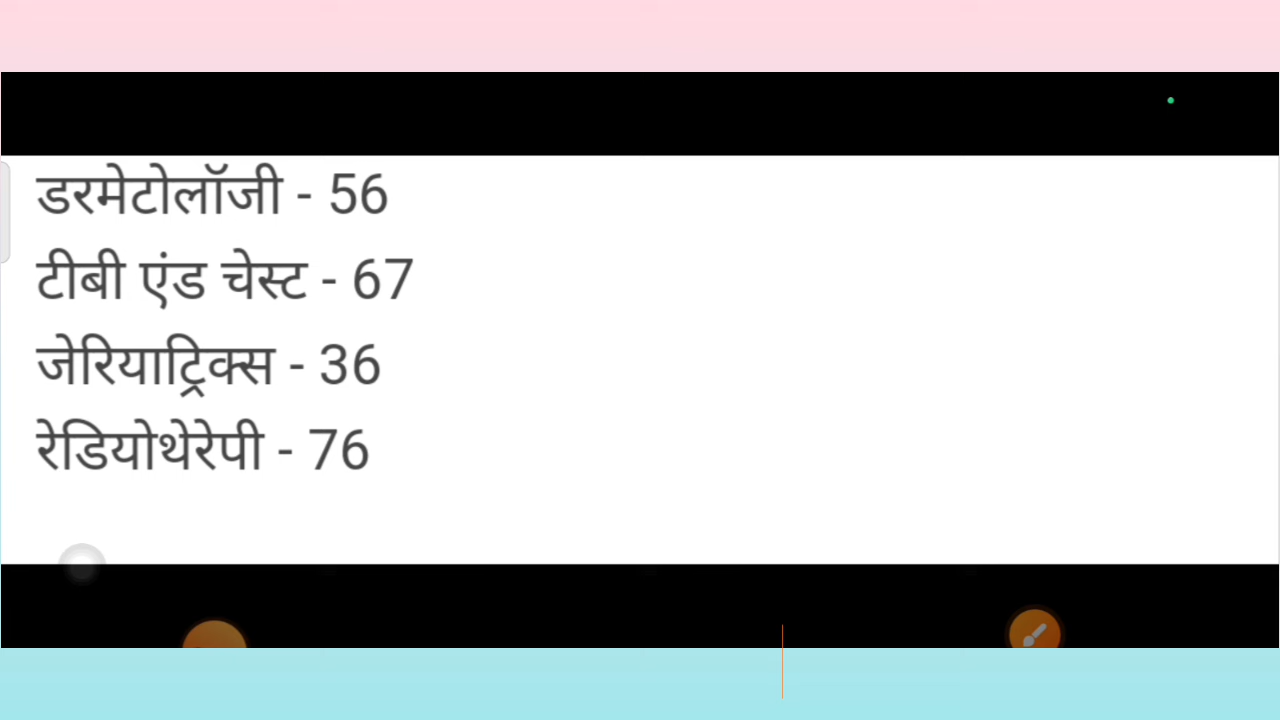 डरमेटोलॉजी - 56
टीबी एंड चेस्ट - 67
जेरियाट्रिक्स - 36
रेडियोथेरेपी - 76